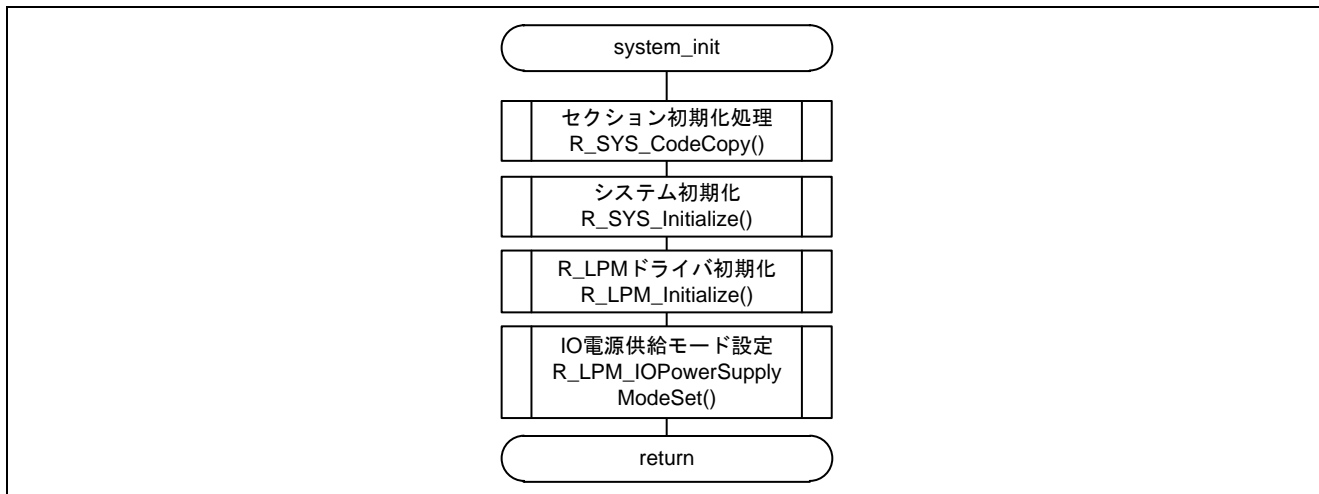 system_init
セクション初期化処理
R_SYS_CodeCopy()
システム初期化
R_SYS_Initialize()
R_LPMドライバ初期化
R_LPM_Initialize()
IO電源供給モード設定
R_LPM_IOPowerSupply
ModeSet()
return